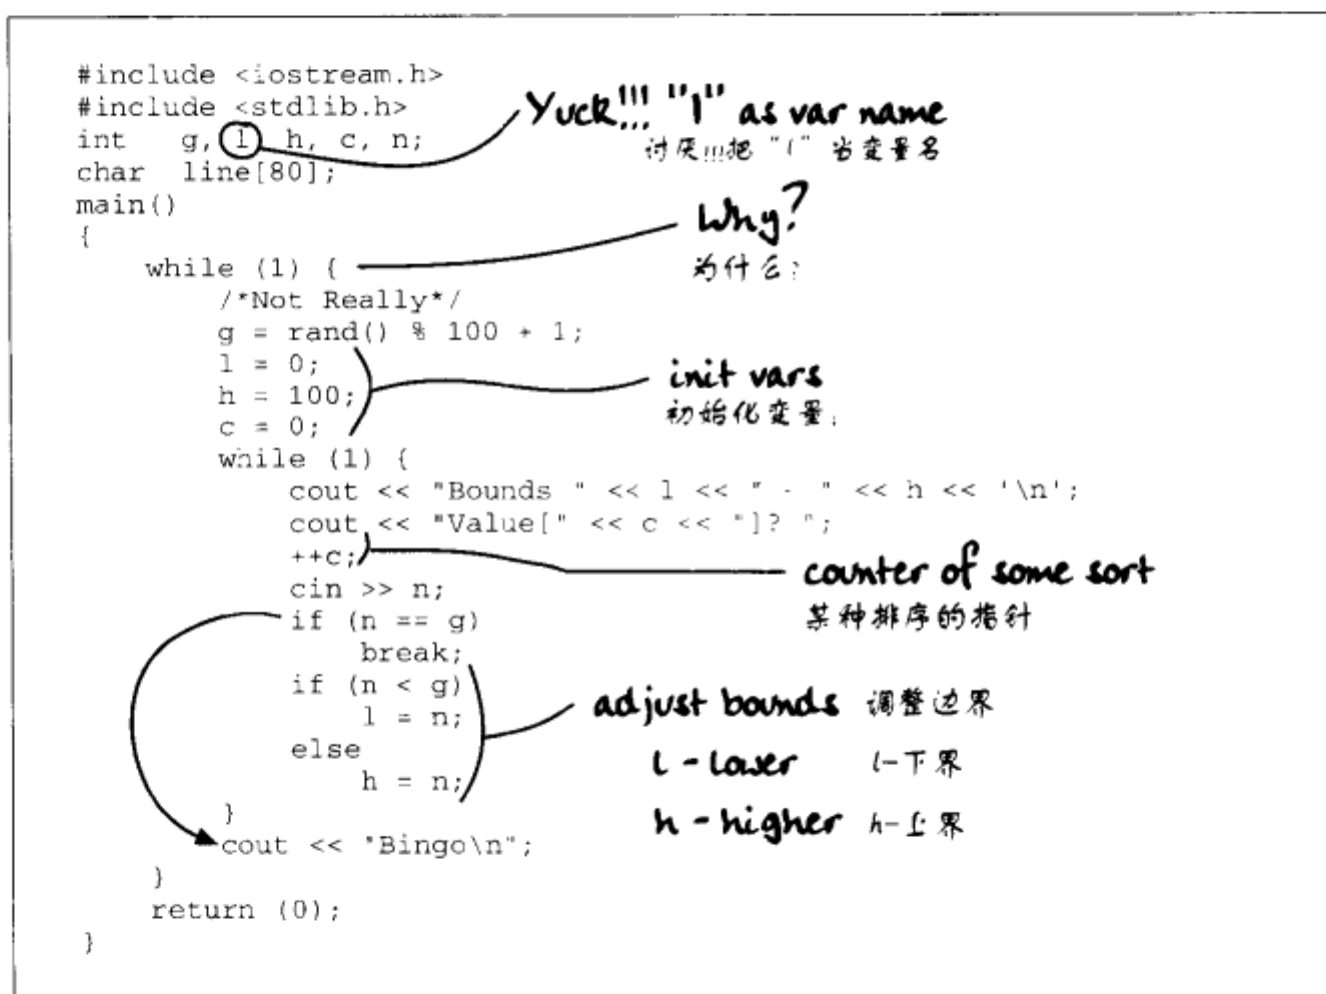 #include <iostream.h>
#include <stdlib.h>
Yuck!!! "l" as var name
int g, l h, c, n;
讨厌!!!把 "l" 当变量名
char line[80];
main()
Why?
{
while (1) {
为什么?
/*Not Really*/
g = rand() % 100 + 1;
l = 0;
init vars
h = 100;
初始化变量:
c = 0;
while (1) {
cout << "Bounds " << l << " - " << h << '\n';
cout << "Value[" << c << "]? ";
++c;
counter of some sort
cin >> n;
if (n == g)
某种排序的指针
break;
if (n < g)
adjust bounds 调整边界
l = n;
else
l - lower l-下界
h = n;
}
h - higher h-上界
cout << "Bingo\n";
}
return (0);
}